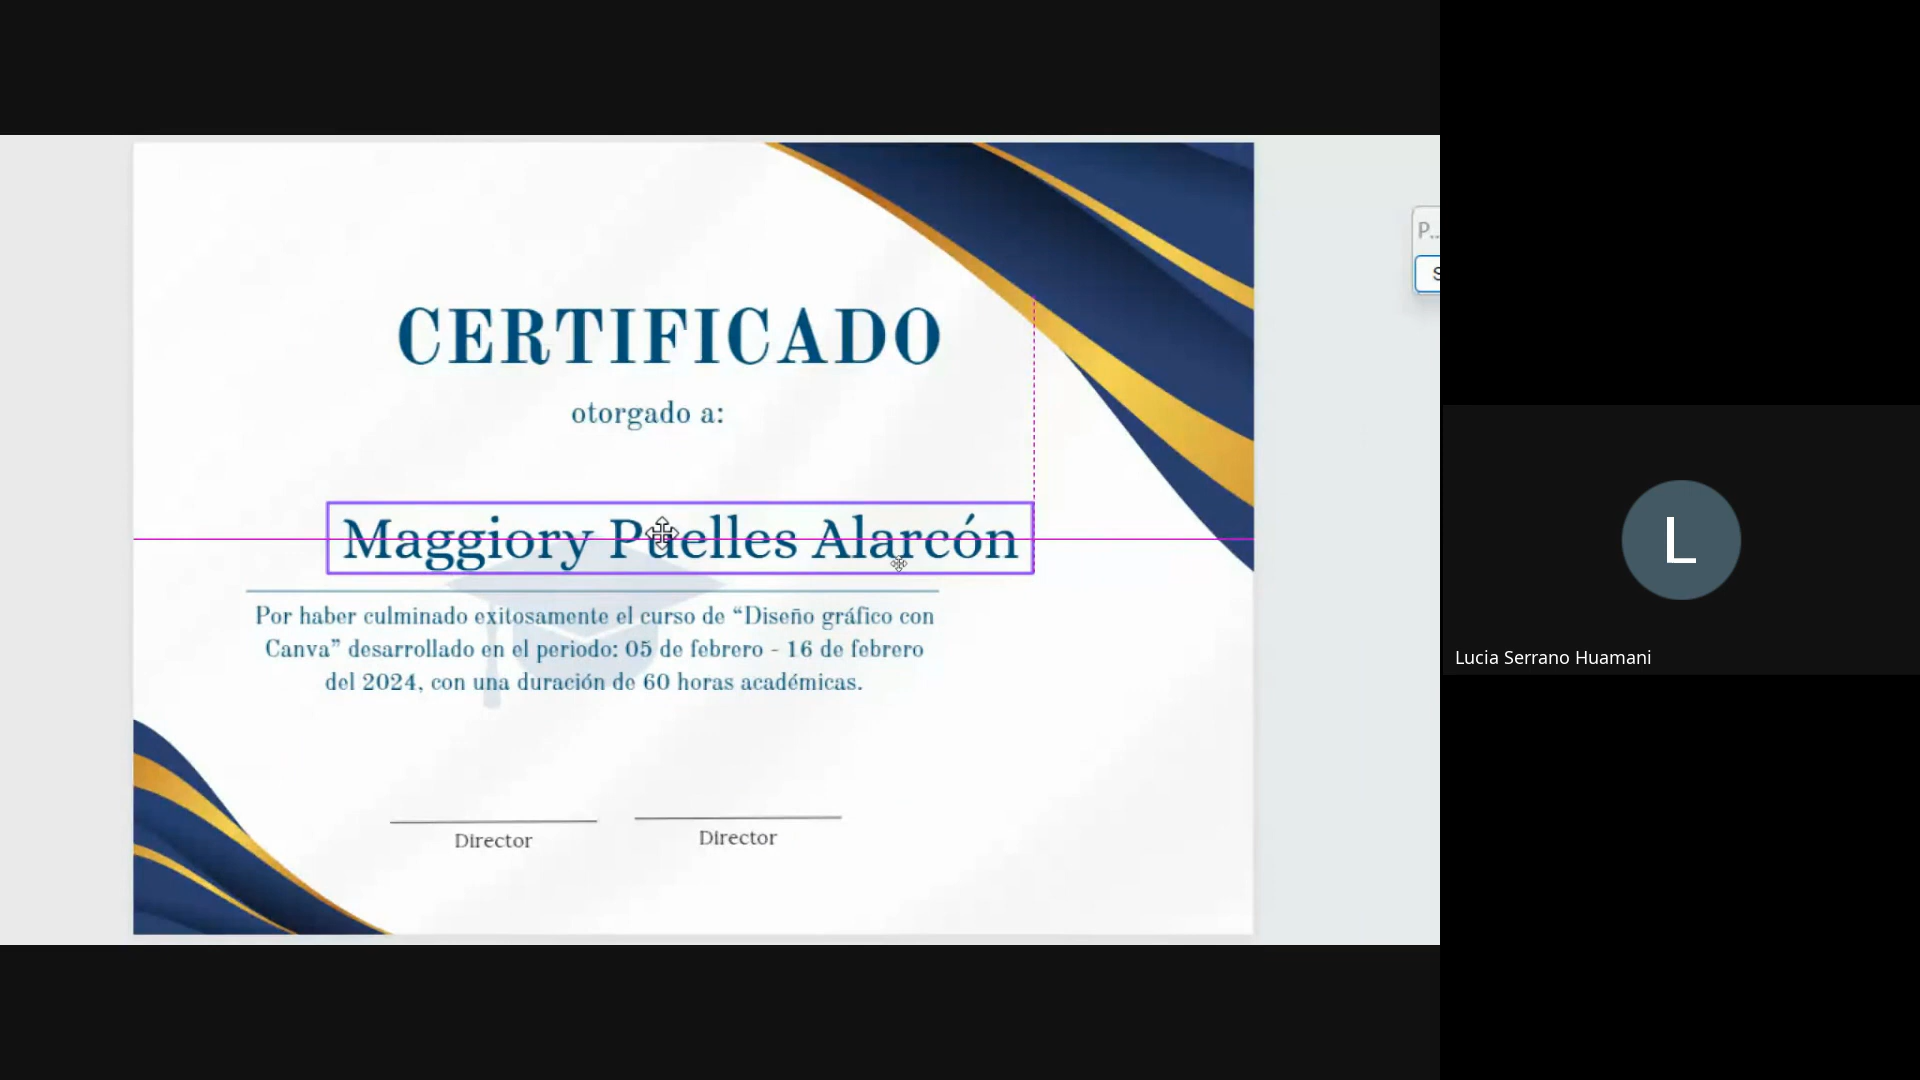 CERTIFICADO
otorgado a:
Maggiory Puelles Alarcón
Por haber culminado exitosamente el curso de “Diseño gráfico con
Canva” desarrollado en el periodo: 05 de febrero - 16 de febrero
del 2024, con una duración de 60 horas académicas.
Director
Director
P...
S
L
Lucia Serrano Huamani